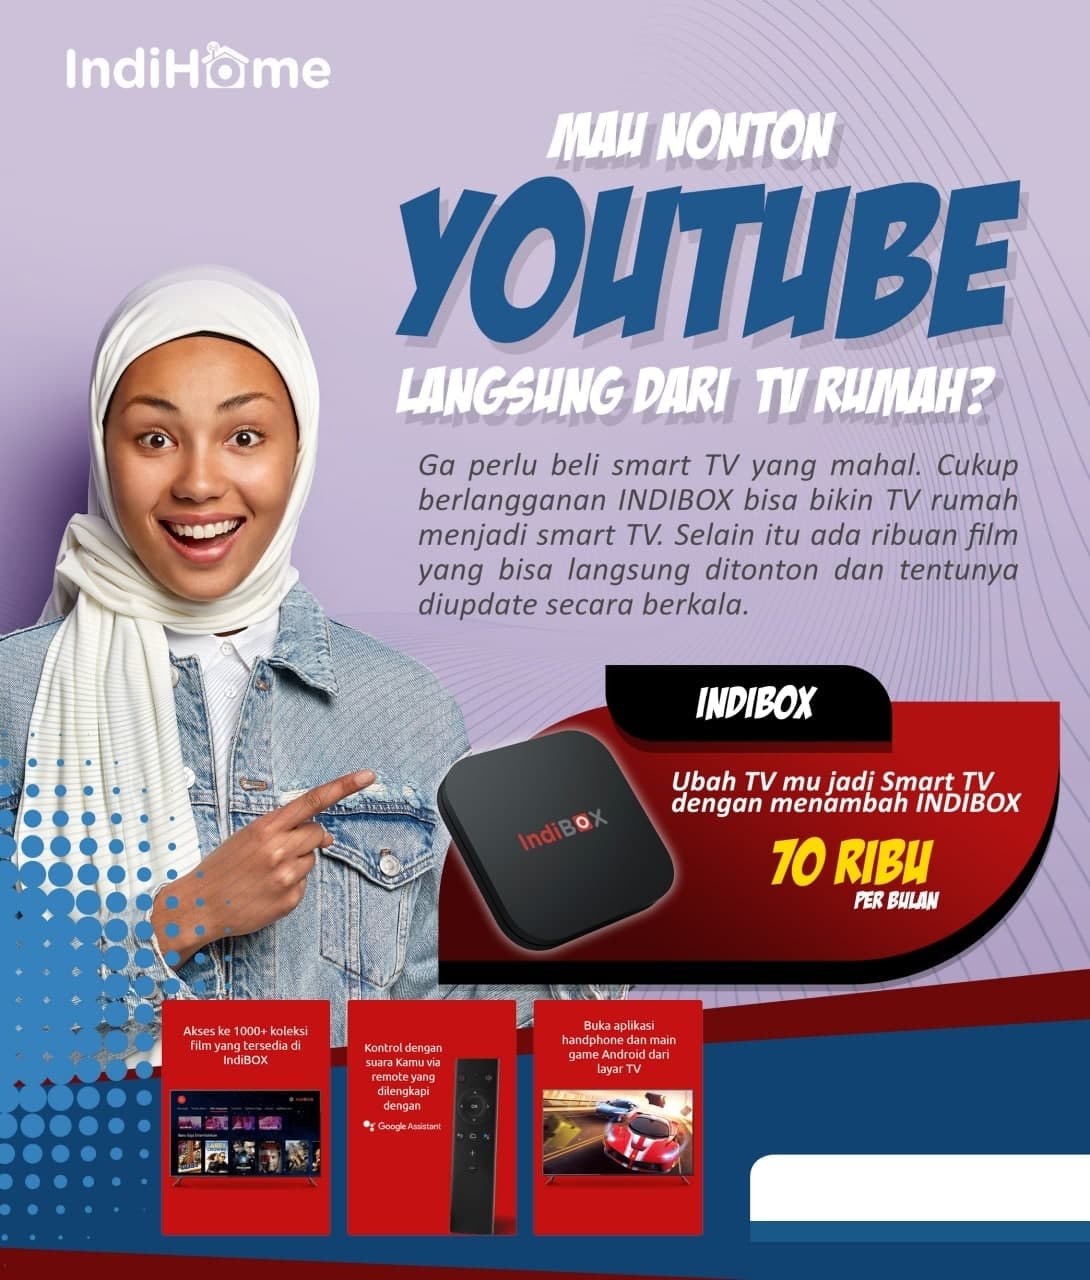 IndiHome
MAU NONTON
YOUTUBE
LANGSUNG DARI TV RUMAH?
Ga perlu beli smart TV yang mahal. Cukup
berlangganan INDIBOX bisa bikin TV rumah
menjadi smart TV. Selain itu ada ribuan film
yang bisa langsung ditonton dan tentunya
diupdate secara berkala.
INDIBOX
Ubah TV mu jadi Smart TV
dengan menambah INDIBOX
70 RIBU
PER BULAN
IndiBOX
Akses ke 1000+ koleksi
film yang tersedia di
IndiBOX
Kontrol dengan
suara Kamu via
remote yang
dilengkapi
dengan
Google Assistant
Buka aplikasi
handphone dan main
game Android dari
layar TV